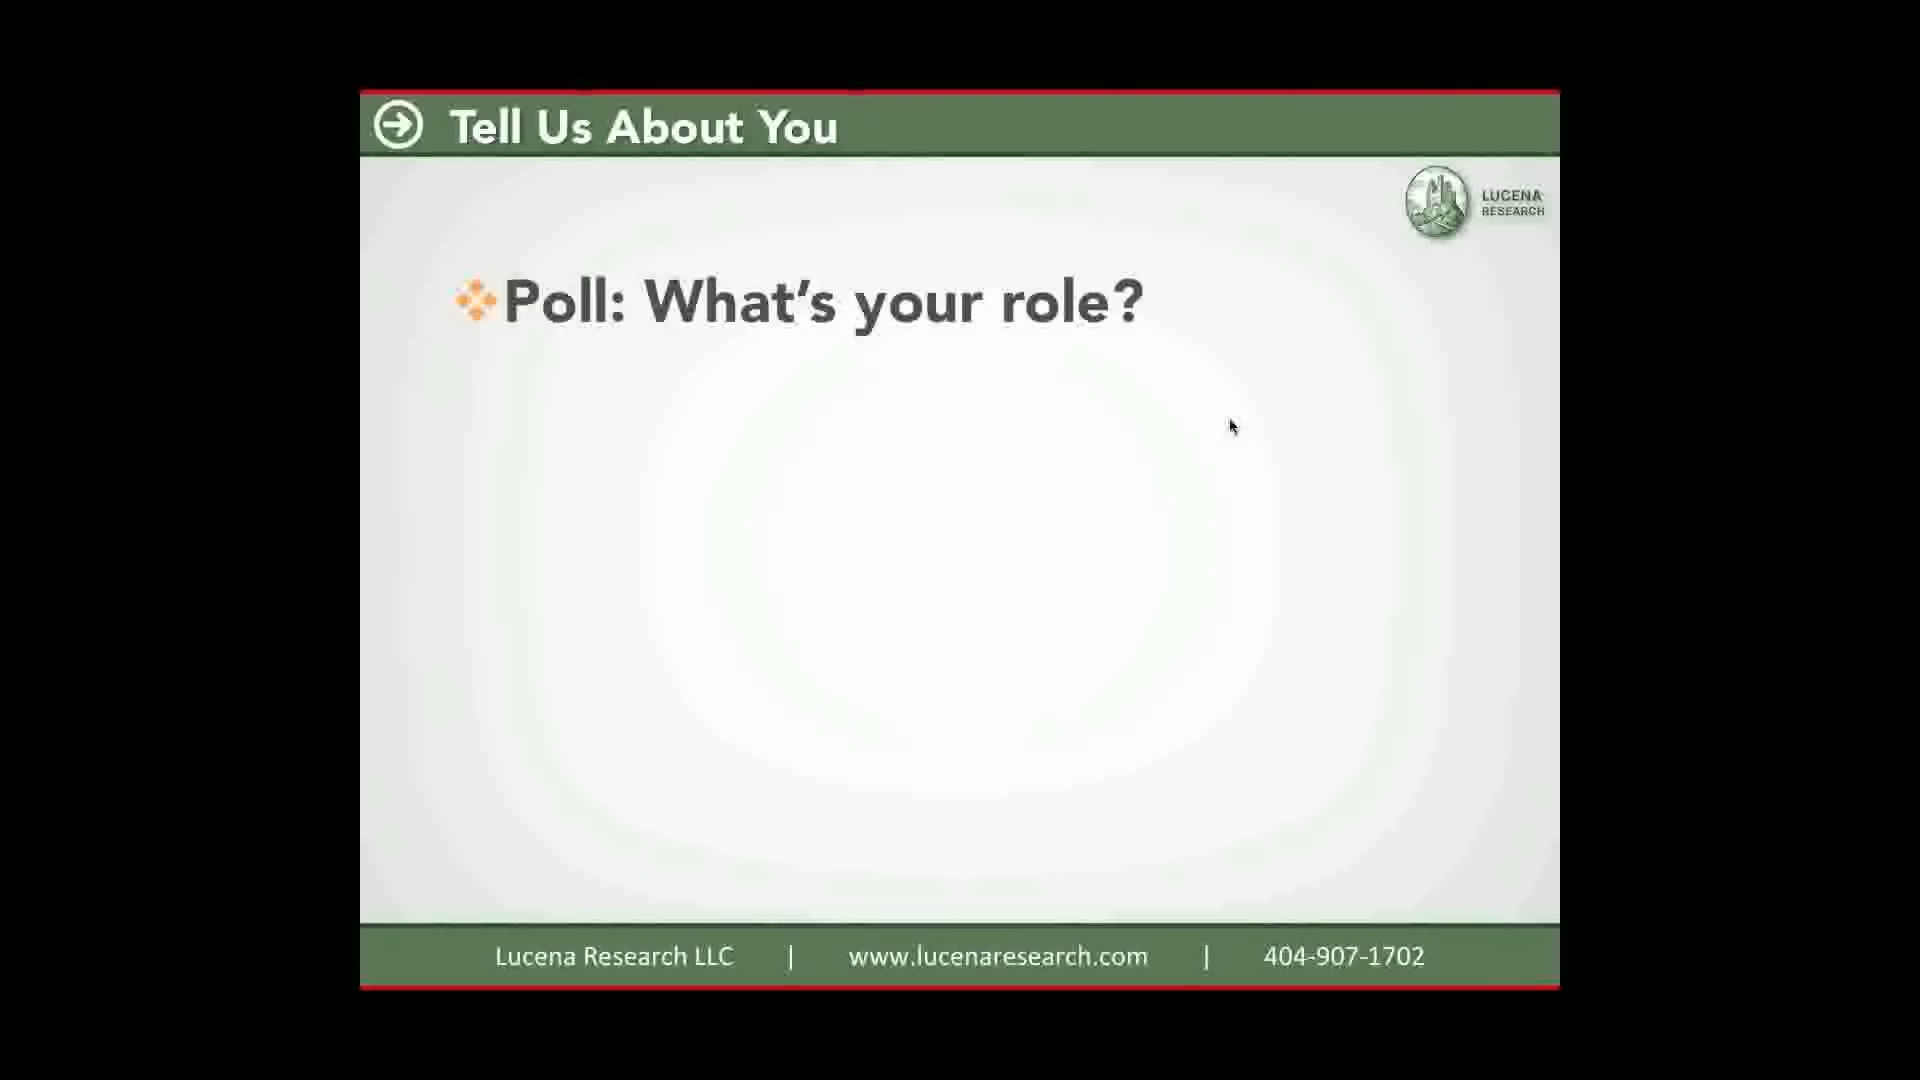 Tell Us About You
LUCENA
RESEARCH
Poll: What’s your role?
Lucena Research LLC | www.lucenaresearch.com | 404-907-1702